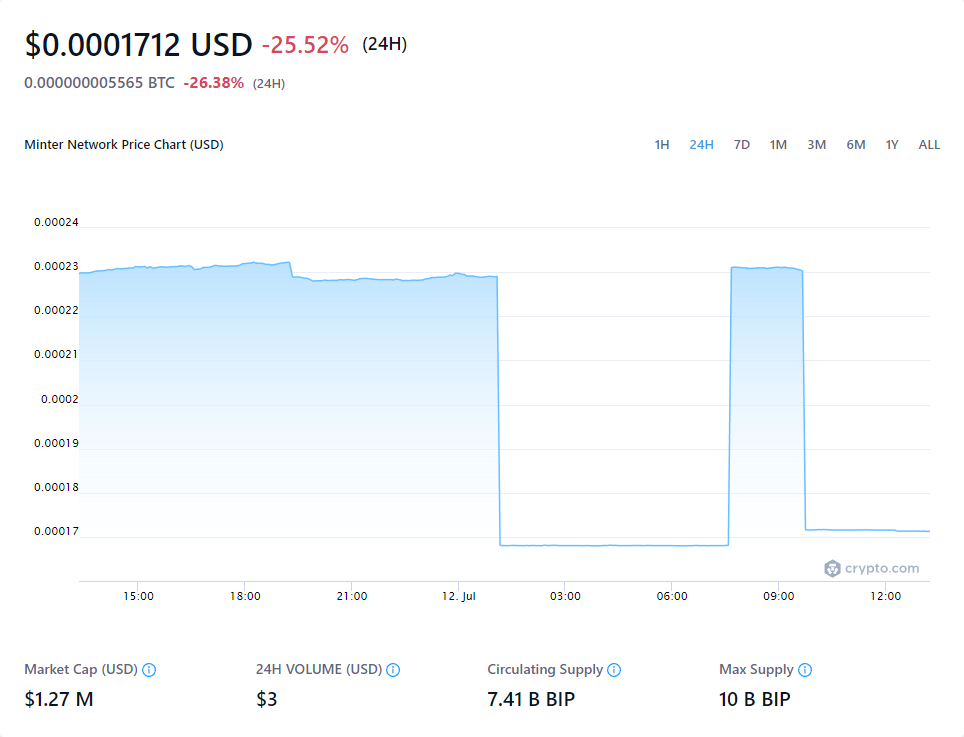 $0.0001712 USD -25.52% (24H)
0.000000005565 BTC -26.38% (24H)
Minter Network Price Chart (USD) 1H 24H 7D 1M 3M 6M 1Y ALL
0.00024
0.00023
0.00022
0.00021
0.0002
0.00019
0.00018
0.00017
crypto.com
15:00 18:00 21:00 12. Jul 03:00 06:00 09:00 12:00
Market Cap (USD) 24H VOLUME (USD) Circulating Supply Max Supply
$1.27 M $3 7.41 B BIP 10 B BIP